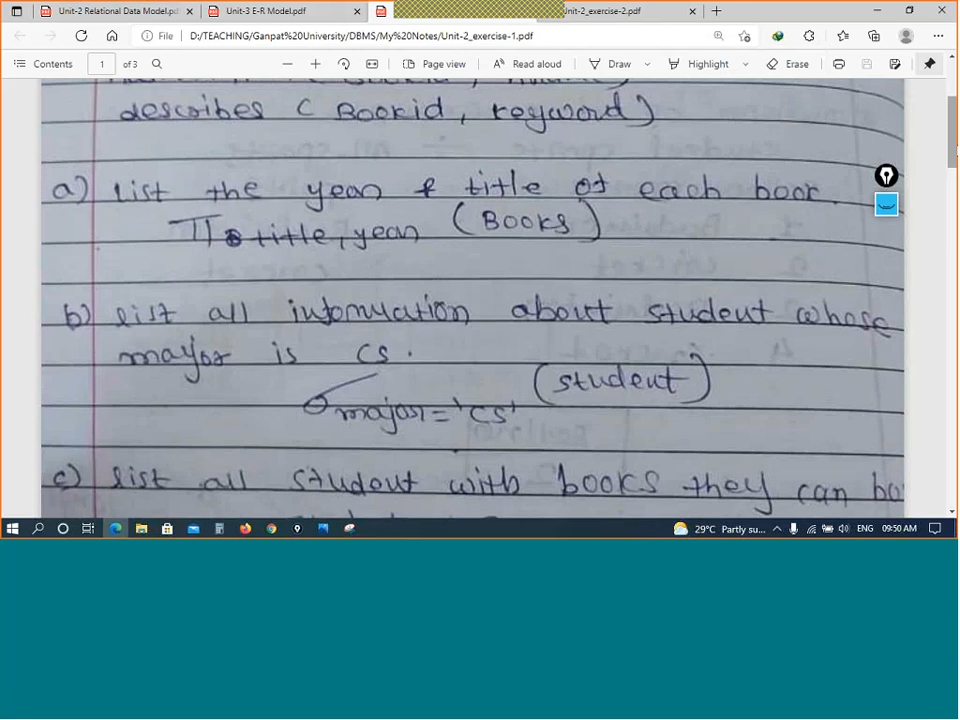 Unit-2 Relational Data Model.pd
Unit-3 E-R Model.pdf
Unit-2_exercise-2.pdf
File
D:/TEACHING/Ganpat%20University/DBMS/My%20Notes/Unit-2_exercise-1.pdf
Contents 1 of 3 Page view Read aloud Draw Highlight Erase
describes ( Bookid, keyword)
a) list the year & title of each book.
Π title, year (Books)
b) list all information about student whose
major is CS.
σ major = 'CS' (student)
c) list all student with books they can bo
29°C Partly su... ENG 09:50 AM